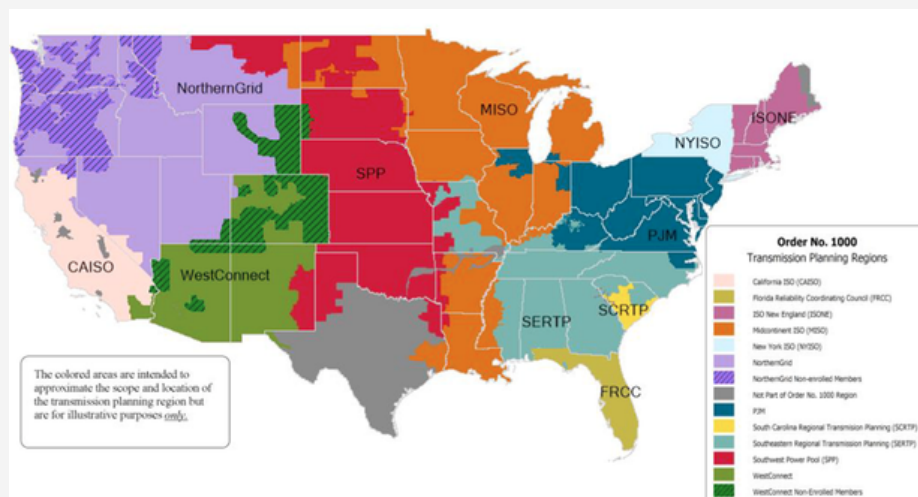 NorthernGrid
MISO
ISONE
NYISO
SPP
PJM
CAISO
WestConnect
SERTP
SCRTP
FRCC
The colored areas are intended to
approximate the scope and location of
the transmission planning region but
are for illustrative purposes only.
Order No. 1000
Transmission Planning Regions
California ISO (CAISO)
Florida Reliability Coordinating Council (FRCC)
ISO New England (ISONE)
Midcontinent ISO (MISO)
New York ISO (NYISO)
NorthernGrid
NorthernGrid Non-enrolled Members
Not Part of Order No. 1000 Region
PJM
South Carolina Regional Transmission Planning (SCRTP)
Southeastern Regional Transmission Planning (SERTP)
Southwest Power Pool (SPP)
WestConnect
WestConnect Non-Enrolled Members